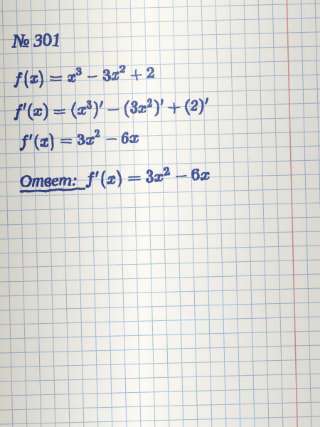 № 301
f(x) = x³ − 3x² + 2
f′(x) = (x³)′ − (3x²)′ + (2)′
f′(x) = 3x² − 6x
Ответ: f′(x) = 3x² − 6x